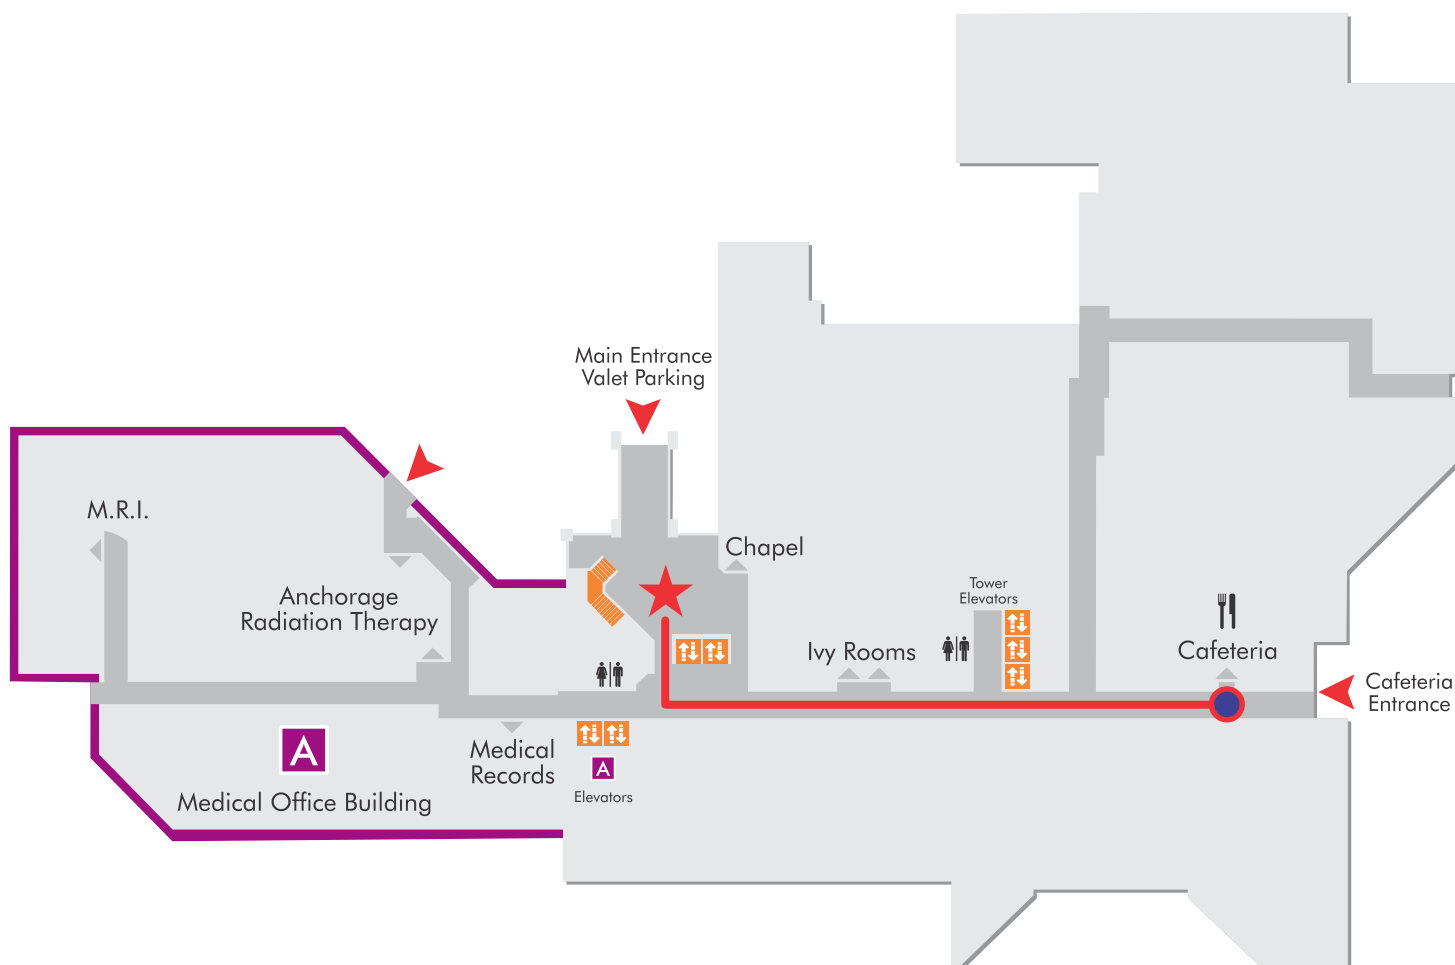 Main Entrance
Valet Parking
M.R.I.
Chapel
Anchorage
Radiation Therapy
Tower
Elevators
Ivy Rooms
Cafeteria
Cafeteria
Entrance
A
Medical Office Building
Medical
Records
A
Elevators